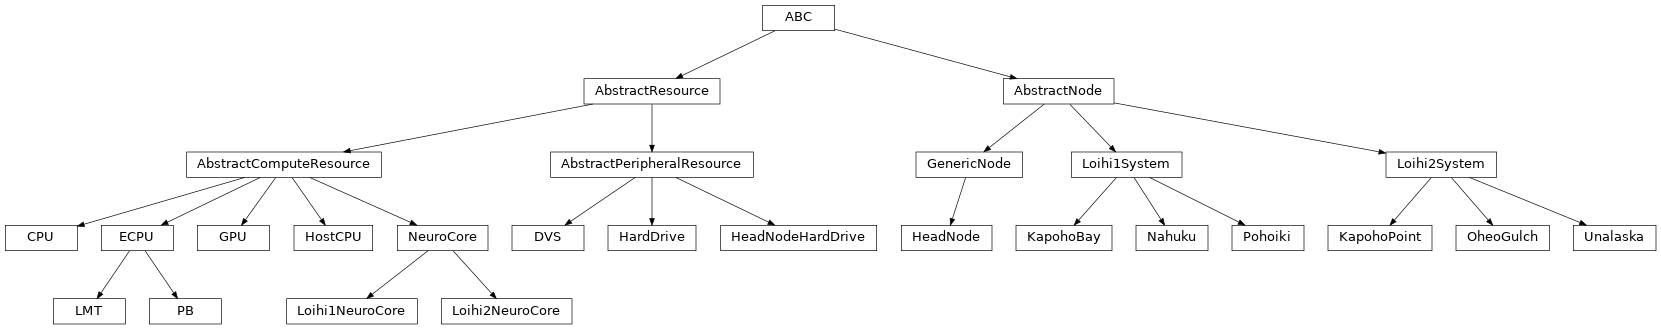 ABC
AbstractResource
AbstractNode
AbstractComputeResource
AbstractPeripheralResource
GenericNode
Loihi1System
Loihi2System
CPU
ECPU
GPU
HostCPU
NeuroCore
DVS
HardDrive
HeadNodeHardDrive
HeadNode
KapohoBay
Nahuku
Pohoiki
KapohoPoint
OheoGulch
Unalaska
LMT
PB
Loihi1NeuroCore
Loihi2NeuroCore